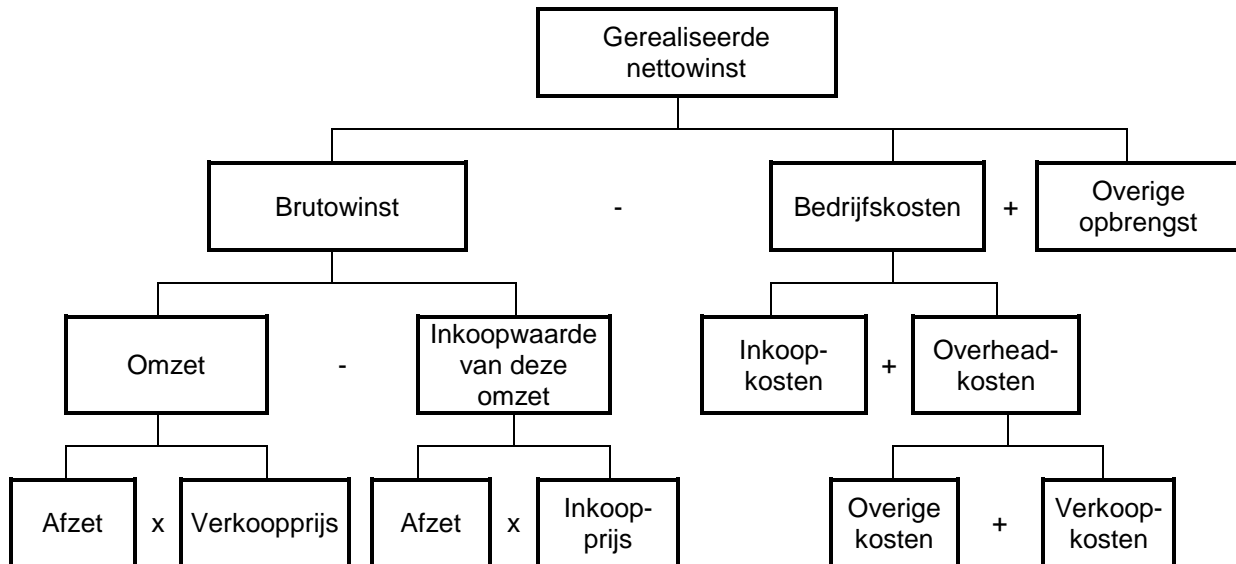 Gerealiseerde
nettowinst
Brutowinst
-
Bedrijfskosten
+
Overige
opbrengst
Omzet
-
Inkoopwaarde
van deze
omzet
Inkoop-
kosten
+
Overhead-
kosten
Afzet
x
Verkoopprijs
Afzet
x
Inkoop-
prijs
Overige
kosten
+
Verkoop-
kosten